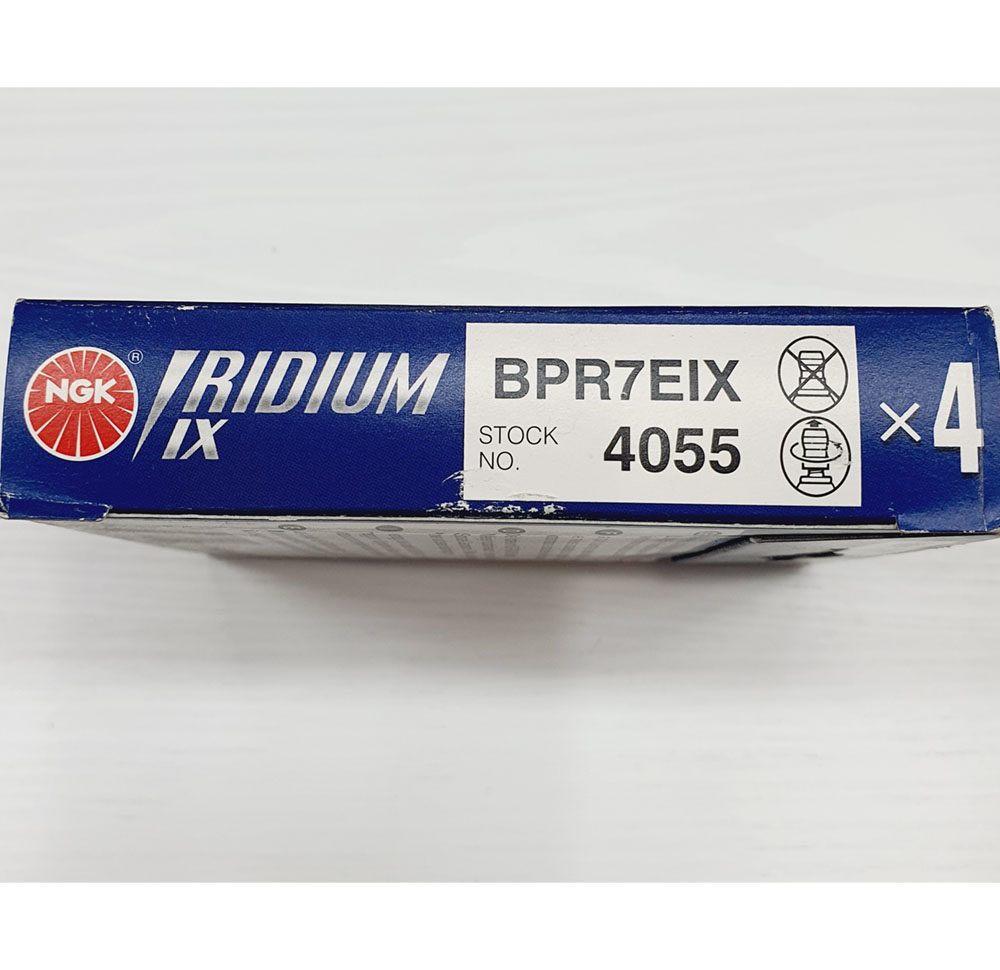 NGK
®
IRIDIUM
IX
BPR7EIX
STOCK
NO.
4055
×4